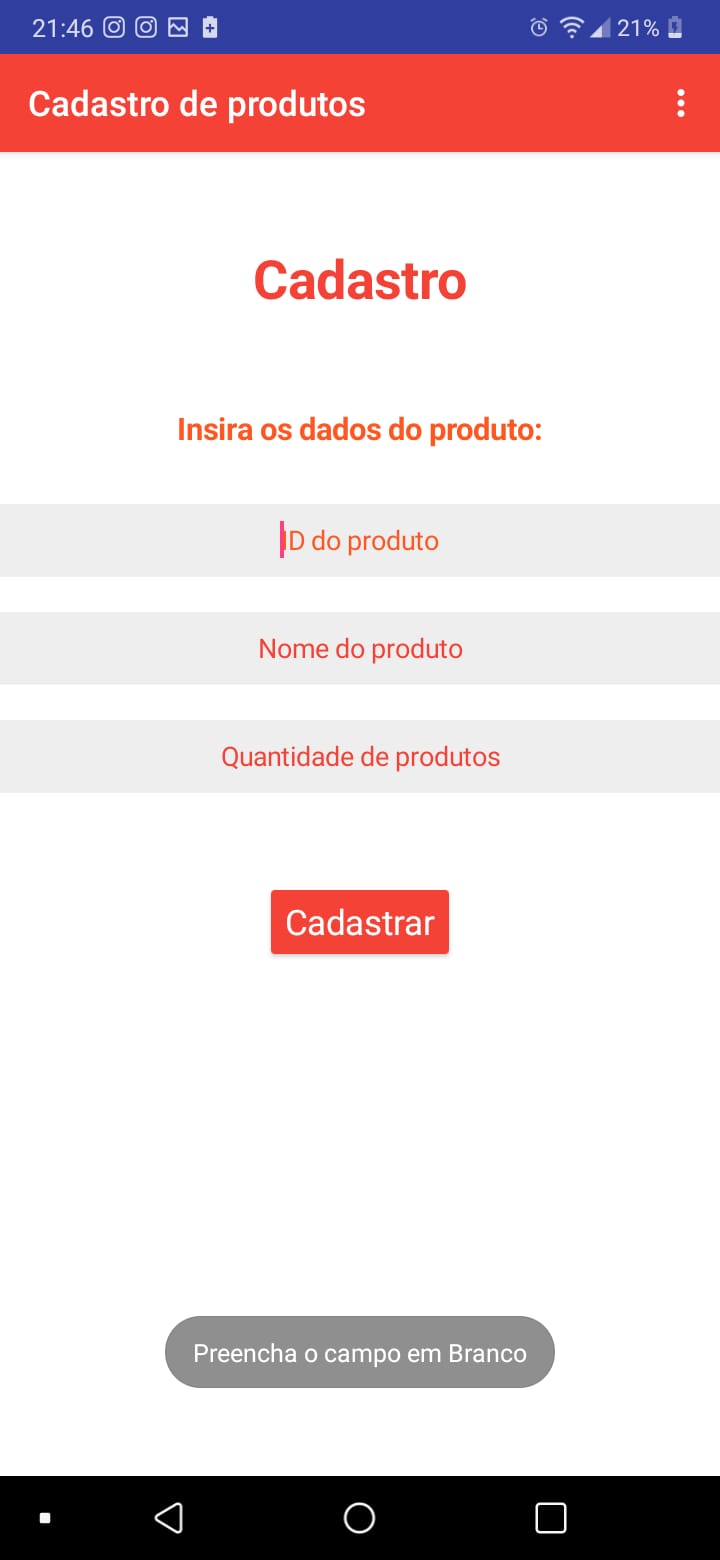 21:46
21%
Cadastro de produtos
Cadastro
Insira os dados do produto:
ID do produto
Nome do produto
Quantidade de produtos
Cadastrar
Preencha o campo em Branco